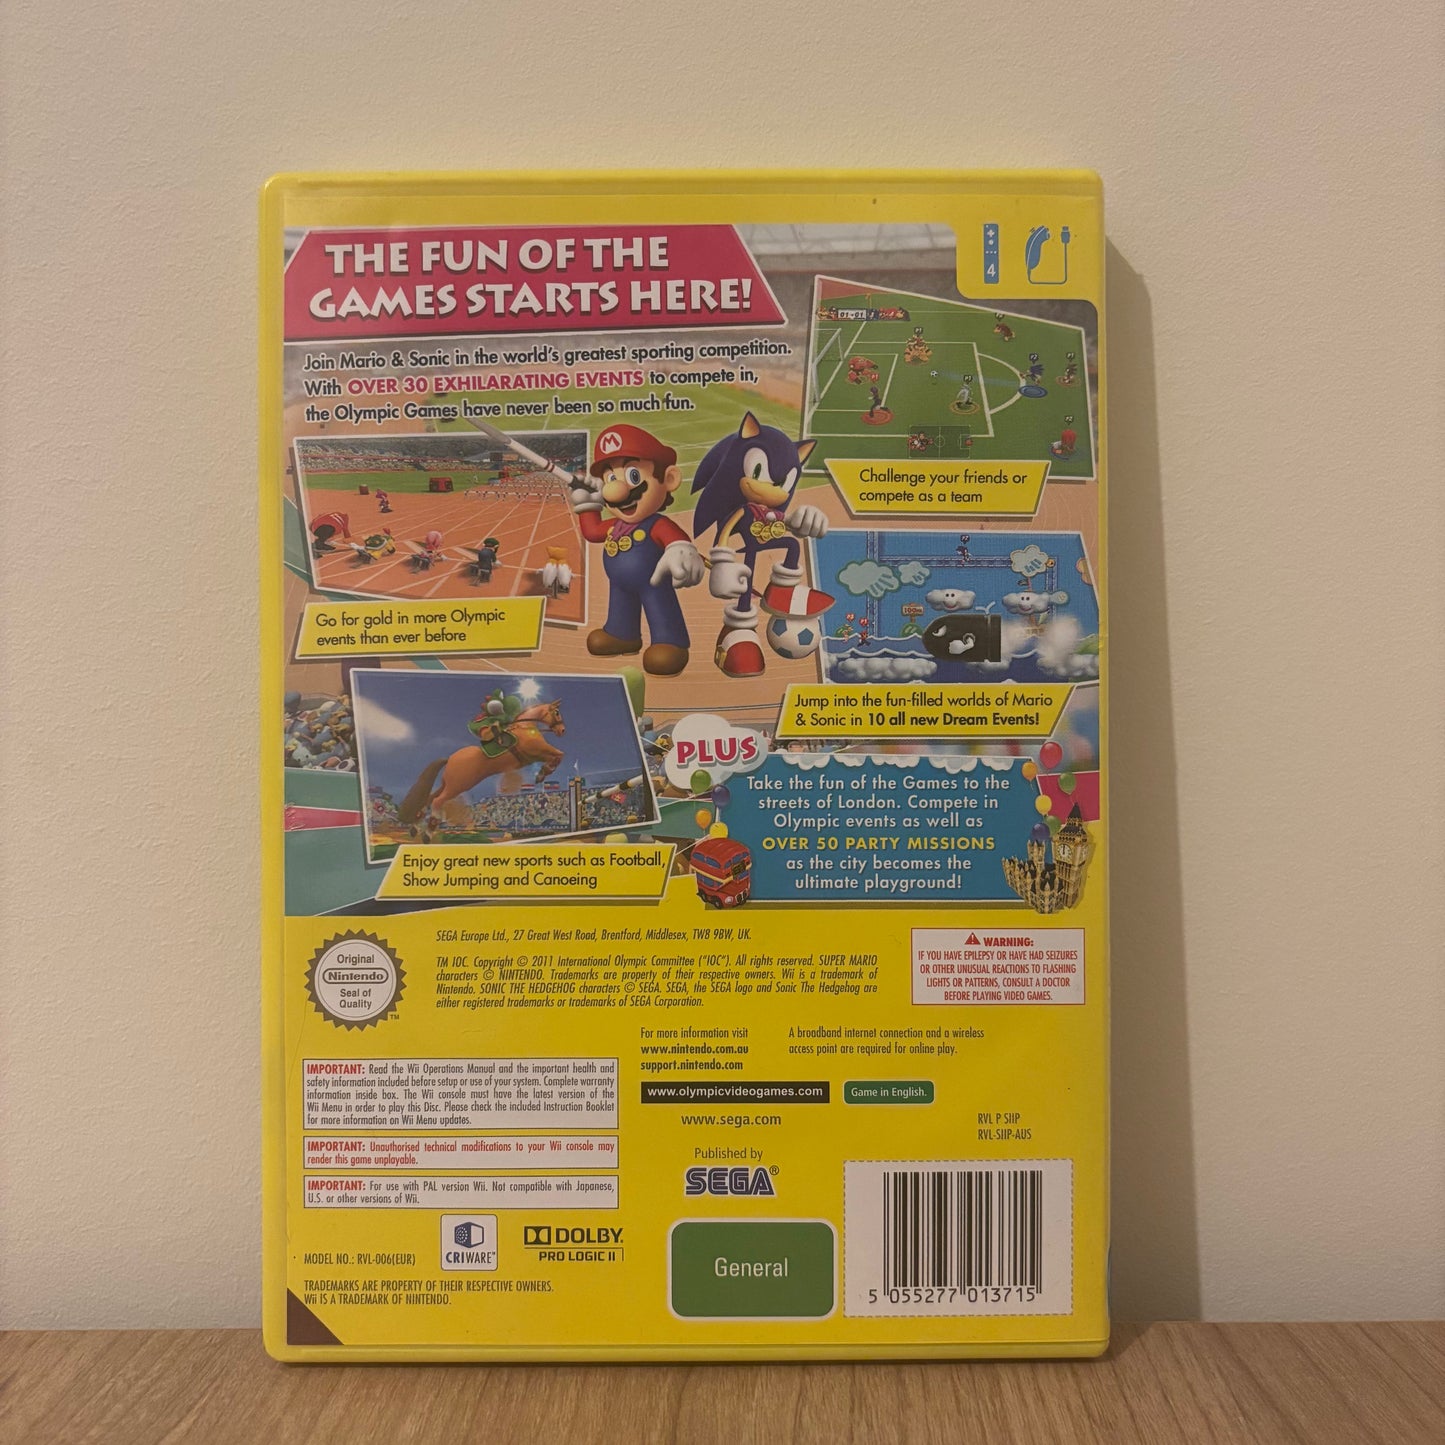 THE FUN OF THE
GAMES STARTS HERE!
4
Join Mario & Sonic in the world's greatest sporting competition.
With OVER 30 EXHILARATING EVENTS to compete in,
the Olympic Games have never been so much fun.
01-01
Challenge your friends or
compete as a team
M
Go for gold in more Olympic
events than ever before
100m
Jump into the fun-filled worlds of Mario
& Sonic in 10 all new Dream Events!
Enjoy great new sports such as Football,
Show Jumping and Canoeing
PLUS
Take the fun of the Games to the
streets of London. Compete in
Olympic events as well as
OVER 50 PARTY MISSIONS
as the city becomes the
ultimate playground!
Original
Nintendo
Seal of
Quality
TM
SEGA Europe Ltd., 27 Great West Road, Brentford, Middlesex, TW8 9BW, UK.
TM IOC. Copyright © 2011 International Olympic Committee ("IOC"). All rights reserved. SUPER MARIO
characters © NINTENDO. Trademarks are property of their respective owners. Wii is a trademark of
Nintendo. SONIC THE HEDGEHOG characters © SEGA. SEGA, the SEGA logo and Sonic The Hedgehog are
either registered trademarks or trademarks of SEGA Corporation.
WARNING:
IF YOU HAVE EPILEPSY OR HAVE HAD SEIZURES
OR OTHER UNUSUAL REACTIONS TO FLASHING
LIGHTS OR PATTERNS, CONSULT A DOCTOR
BEFORE PLAYING VIDEO GAMES.
For more information visit
www.nintendo.com.au
support.nintendo.com
A broadband internet connection and a wireless
access point are required for online play.
www.olympicvideogames.com
Game in English.
www.sega.com
IMPORTANT: Read the Wii Operations Manual and the important health and
safety information included before setup or use of your system. Complete warranty
information inside box. The Wii console must have the latest version of the
Wii Menu in order to play this Disc. Please check the included Instruction Booklet
for more information on Wii Menu updates.
IMPORTANT: Unauthorised technical modifications to your Wii console may
render this game unplayable.
IMPORTANT: For use with PAL version Wii. Not compatible with Japanese,
U.S. or other versions of Wii.
RVL P SIIP
RVL-SIIP-AUS
Published by
SEGA®
MODEL NO.: RVL-006(EUR)
CRIWARE™
DOLBY
PRO LOGIC II
TRADEMARKS ARE PROPERTY OF THEIR RESPECTIVE OWNERS.
Wii IS A TRADEMARK OF NINTENDO.
General
5 055277 013715